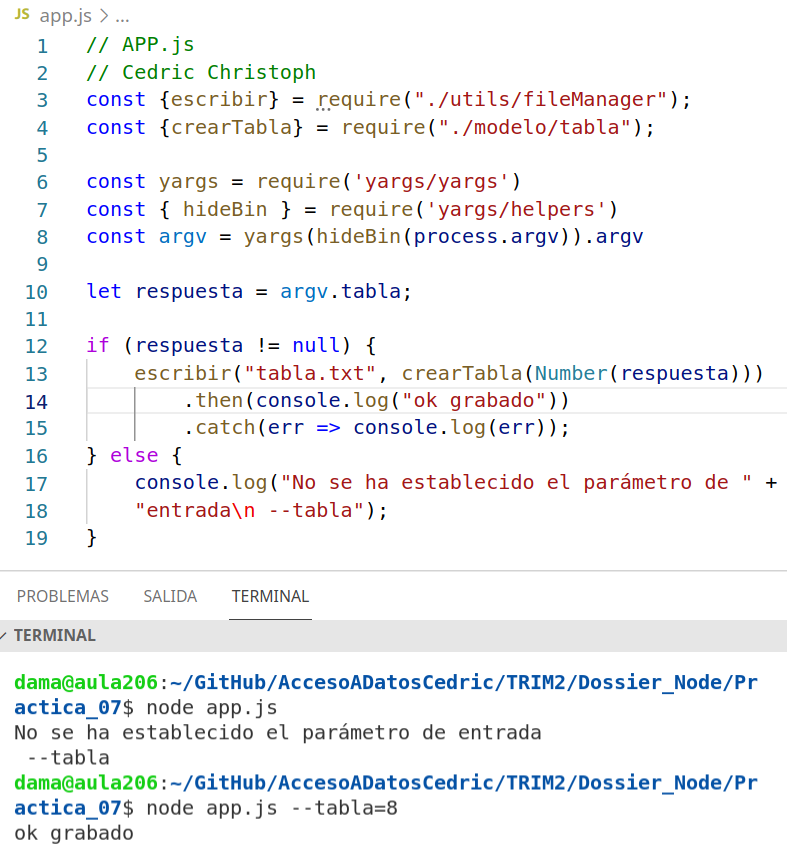 JS app.js > ...
1 // APP.js
2 // Cedric Christoph
3 const {escribir} = require("./utils/fileManager");
4 const {crearTabla} = require("./modelo/tabla");
5
6 const yargs = require('yargs/yargs')
7 const { hideBin } = require('yargs/helpers')
8 const argv = yargs(hideBin(process.argv)).argv
9
10 let respuesta = argv.tabla;
11
12 if (respuesta != null) {
13     escribir("tabla.txt", crearTabla(Number(respuesta)))
14         .then(console.log("ok grabado"))
15         .catch(err => console.log(err));
16 } else {
17     console.log("No se ha establecido el parámetro de " +
18     "entrada\n --tabla");
19 }
PROBLEMAS SALIDA TERMINAL
TERMINAL
dama@aula206:~/GitHub/AccesoADatosCedric/TRIM2/Dossier_Node/Pr
actica_07$ node app.js
No se ha establecido el parámetro de entrada
 --tabla
dama@aula206:~/GitHub/AccesoADatosCedric/TRIM2/Dossier_Node/Pr
actica_07$ node app.js --tabla=8
ok grabado